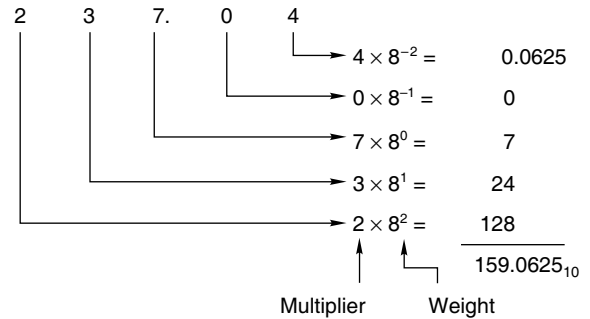 2 3 7. 0 4
4 × 8⁻² = 0.0625
0 × 8⁻¹ = 0
7 × 8⁰ = 7
3 × 8¹ = 24
2 × 8² = 128
159.0625₁₀
Multiplier Weight